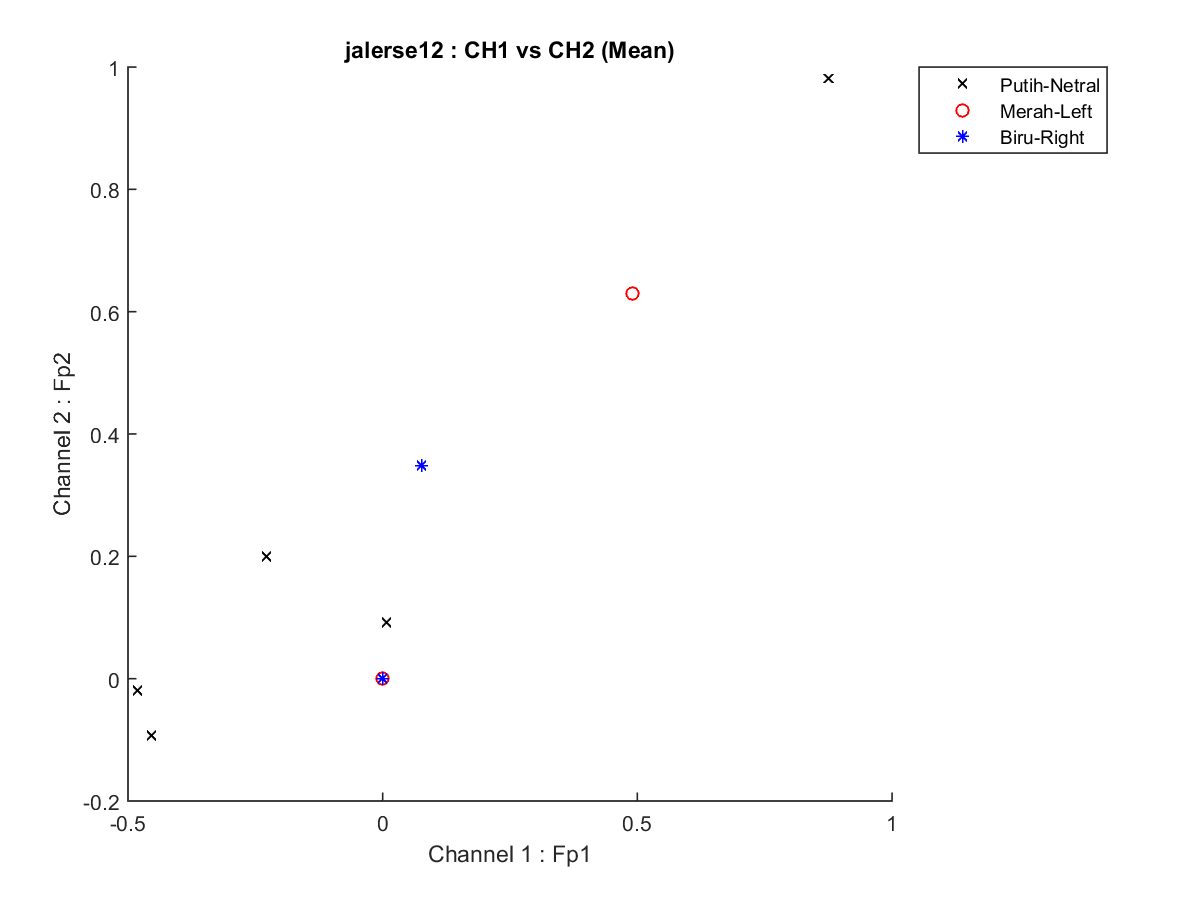 jalerse12 : CH1 vs CH2 (Mean)
Putih-Netral
Merah-Left
Biru-Right
1
0.8
0.6
0.4
0.2
0
-0.2
Channel 2 : Fp2
-0.5
0
0.5
1
Channel 1 : Fp1